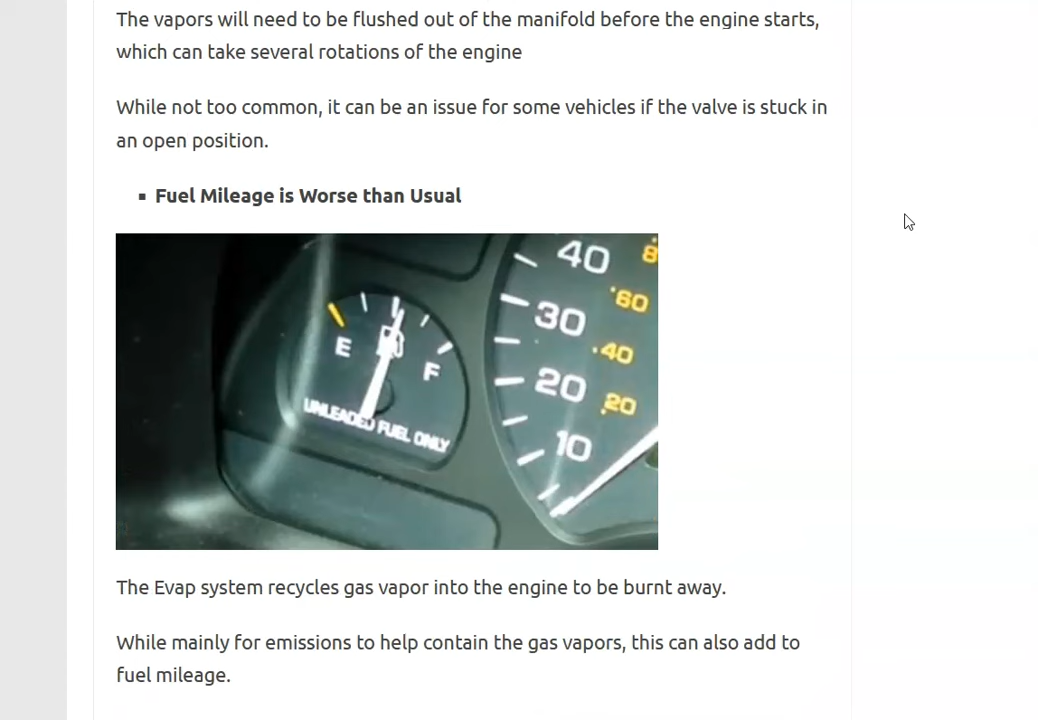 The vapors will need to be flushed out of the manifold before the engine starts,
which can take several rotations of the engine
While not too common, it can be an issue for some vehicles if the valve is stuck in
an open position.
▪ Fuel Mileage is Worse than Usual
40
60
30
40
E
F
20
20
UNLEADED FUEL ONLY
10
The Evap system recycles gas vapor into the engine to be burnt away.
While mainly for emissions to help contain the gas vapors, this can also add to
fuel mileage.